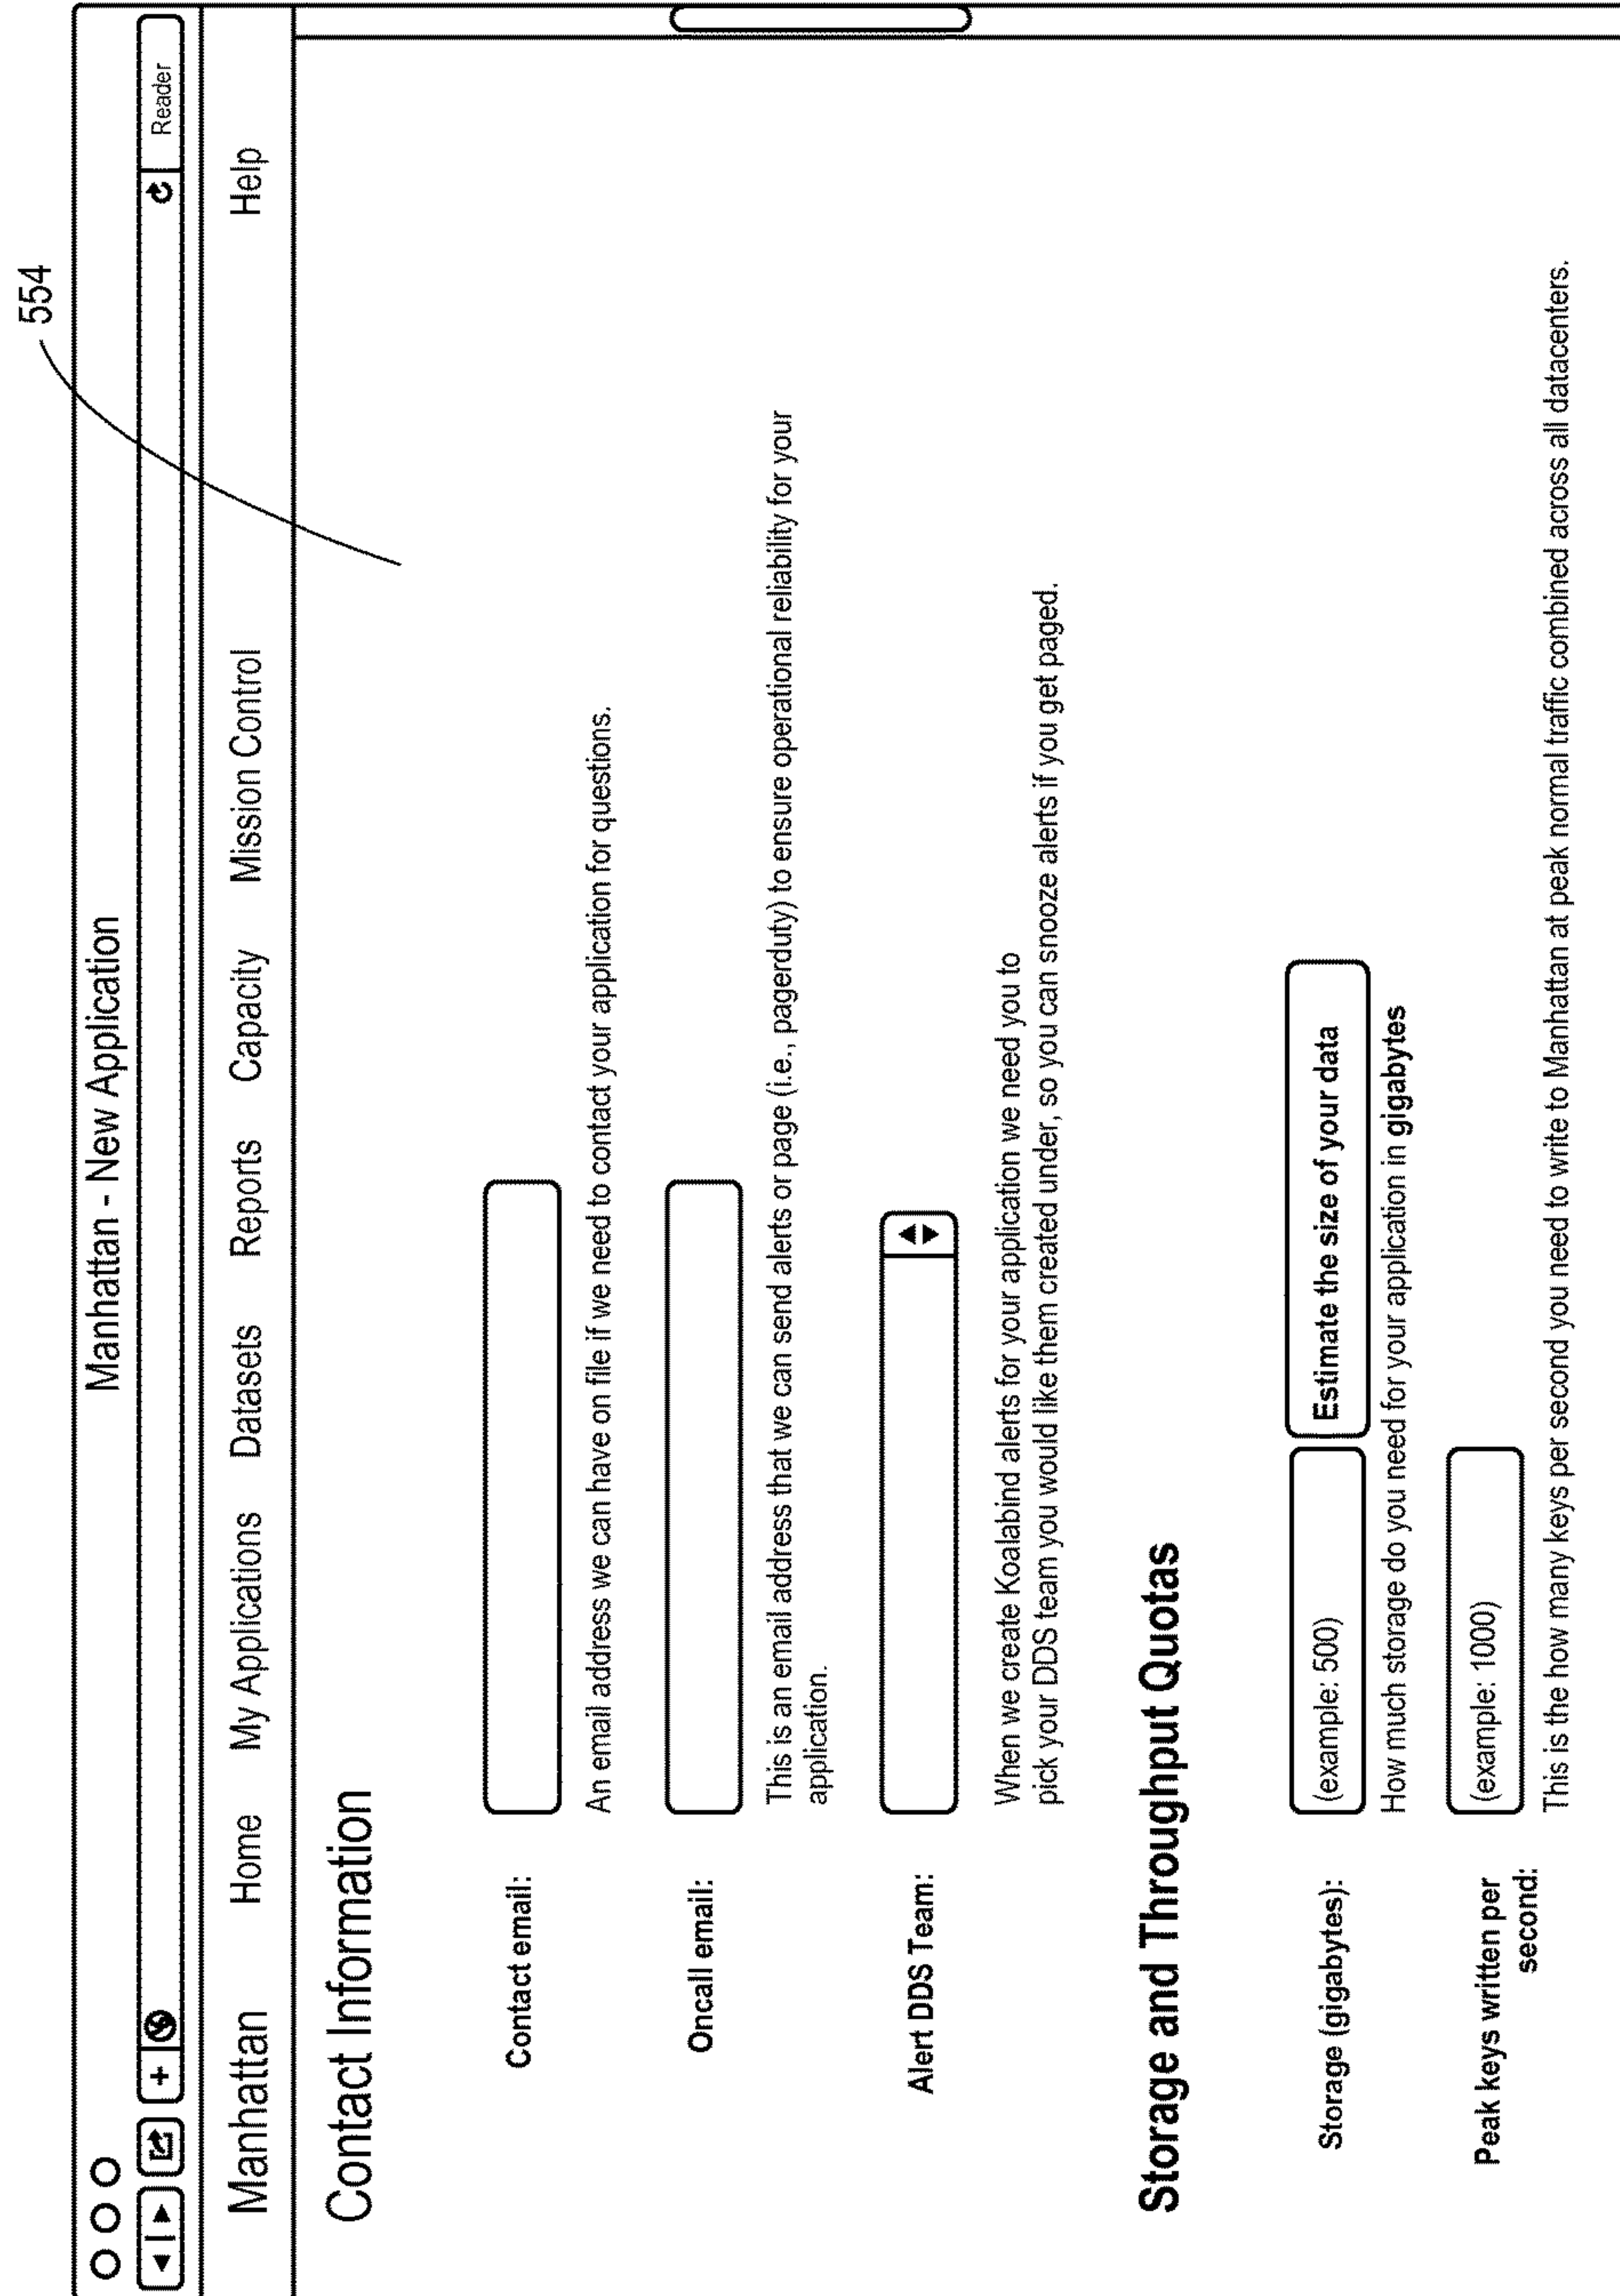 554
Manhattan - New Application
Reader
Manhattan Home My Applications Datasets Reports Capacity Mission Control Help
Contact Information
Contact email:
An email address we can have on file if we need to contact your application for questions.
Oncall email:
This is an email address that we can send alerts or page (i.e., pagerduty) to ensure operational reliability for your
application.
Alert DDS Team:
When we create Koalabind alerts for your application we need you to
pick your DDS team you would like them created under, so you can snooze alerts if you get paged.
Storage and Throughput Quotas
Storage (gigabytes): (example: 500) Estimate the size of your data
How much storage do you need for your application in gigabytes
Peak keys written per
second:
(example: 1000)
This is the how many keys per second you need to write to Manhattan at peak normal traffic combined across all datacenters.